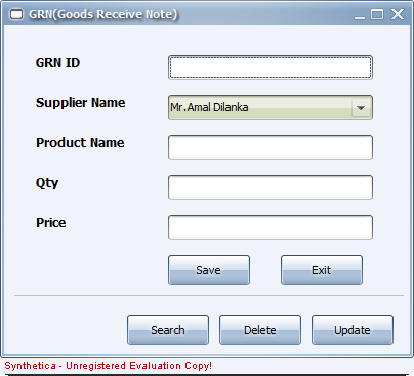 GRN(Goods Receive Note)
GRN ID
Supplier Name Mr. Amal Dilanka
Product Name
Qty
Price
Save Exit
Search Delete Update
Synthetica - Unregistered Evaluation Copy!